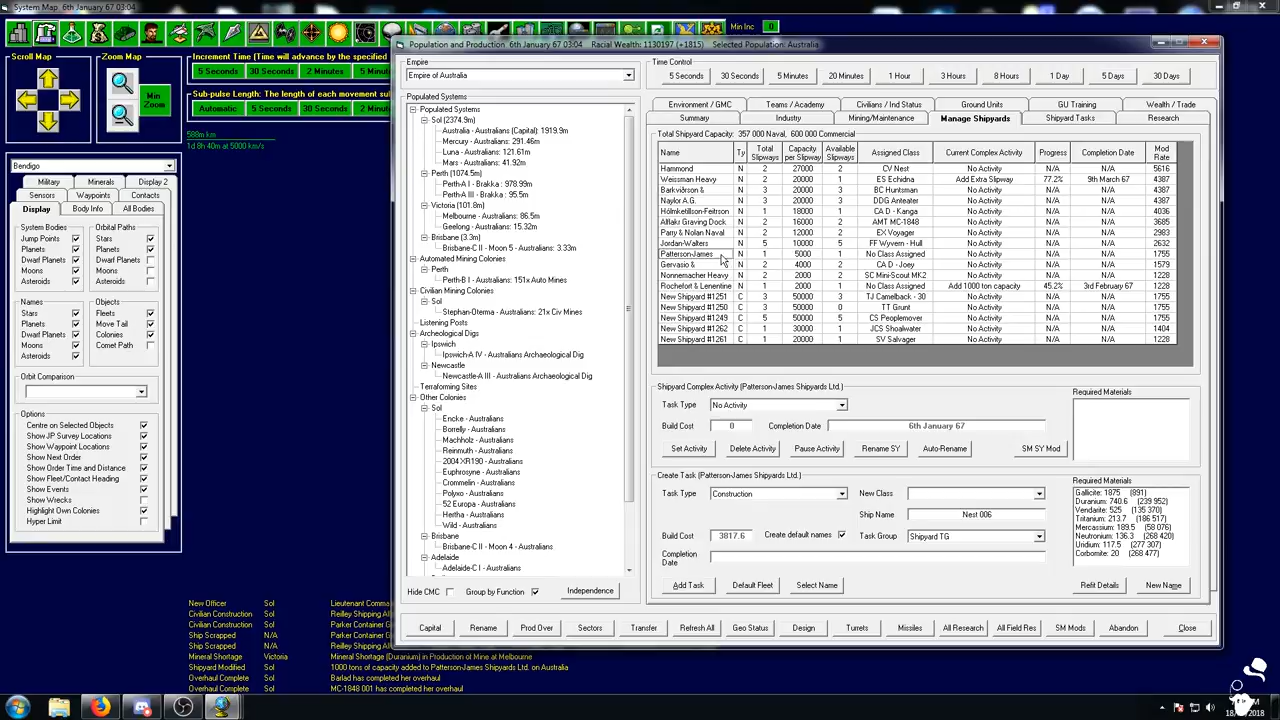 System Map 6th January 67 03:04
Min Inc 0
Scroll Map
Zoom Map
Min Zoom
Increment Time (Time will advance by the specified
5 Seconds 30 Seconds 2 Minutes 5 Minut
Sub-pulse Length: The length of each movement sub
Automatic 5 Seconds 30 Seconds 2 Minut
588m km
1d 8h 40m at 5000 km/s
Bendigo
Military Minerals Display 2
Sensors Waypoints Contacts
Display Body Info All Bodies
System Bodies Orbital Paths
Jump Points Stars
Planets Planets
Dwarf Planets Dwarf Planets
Moons Moons
Asteroids Asteroids
Names Objects
Stars Fleets
Planets Move Tail
Dwarf Planets Colonies
Moons Comet Path
Asteroids
Orbit Comparison
Options
Centre on Selected Objects
Show JP Survey Locations
Show Waypoint Locations
Show Next Order
Show Order Time and Distance
Show Fleet/Contact Heading
Show Events
Show Wrecks
Highlight Own Colonies
Hyper Limit
Population and Production 6th January 67 03:04 Racial Wealth: 1130197 (+1815) Selected Population: Australia
Empire
Empire of Australia
Time Control
5 Seconds 30 Seconds 5 Minutes 20 Minutes 1 Hour 3 Hours 8 Hours 1 Day 5 Days 30 Days
Populated Systems
Populated Systems
Sol (2374.9m)
Australia - Australians (Capital): 1919.9m
Mercury - Australians: 291.46m
Luna - Australians: 121.61m
Mars - Australians: 41.92m
Perth (1074.5m)
Perth-A I - Brakka : 978.99m
Perth-A III - Brakka : 95.5m
Victoria (101.8m)
Melbourne - Australians: 86.5m
Geelong - Australians: 15.32m
Brisbane (3.3m)
Brisbane-C II - Moon 5 - Australians: 3.33m
Automated Mining Colonies
Perth
Perth-B I - Australians: 151x Auto Mines
Civilian Mining Colonies
Sol
Stephan-Oterma - Australians: 21x Civ Mines
Listening Posts
Archeological Digs
Ipswich
Ipswich-A IV - Australians Archaeological Dig
Newcastle
Newcastle-A III - Australians Archaeological Dig
Terraforming Sites
Other Colonies
Sol
Encke - Australians
Borrelly - Australians
Machholz - Australians
Reinmuth - Australians
2004 XR190 - Australians
Euphrosyne - Australians
Crommelin - Australians
Polyxo - Australians
52 Europa - Australians
Hertha - Australians
Wild - Australians
Brisbane
Brisbane-C II - Moon 4 - Australians
Adelaide
Adelaide-C I - Australians
Hide CMC Group by Function Independence
Environment / GMC Teams / Academy Civilians / Ind Status Ground Units GU Training Wealth / Trade
Summary Industry Mining/Maintenance Manage Shipyards Shipyard Tasks Research
Total Shipyard Capacity: 357 000 Naval, 600 000 Commercial
Name Ty Total Slipways Capacity per Slipway Available Slipways Assigned Class Current Complex Activity Progress Completion Date Mod Rate
Hammond N 2 27000 2 CV Nest No Activity N/A N/A 5616
Weissman Heavy N 2 20000 2 ES Echidna Add Extra Slipway 77.2% 9th March 67 4387
Barkviðrson & N 3 20000 3 BC Huntsman No Activity N/A N/A 4387
Naylor A.G. N 3 20000 3 DDG Anteater No Activity N/A N/A 4387
Hólmketilsson-Feitson N 1 18000 1 CA D - Kanga No Activity N/A N/A 4036
Alflakr Graving Dock N 2 16000 2 AMT MC-1848 No Activity N/A N/A 3685
Parry & Nolan Naval N 2 12000 2 EX Voyager No Activity N/A N/A 2983
Jordan-Walters N 5 10000 5 FF Wyvern - Hull No Activity N/A N/A 2632
Patterson-James N 1 5000 1 No Class Assigned No Activity N/A N/A 1755
Gervasio & N 2 4000 2 CA D - Joey No Activity N/A N/A 1579
Nonnemacher Heavy N 2 2000 2 SC Mini-Scout MK2 No Activity N/A N/A 1228
Rochefort & Lenentine N 1 2000 1 No Class Assigned Add 1000 ton capacity 45.2% 3rd February 67 1228
New Shipyard #1251 C 3 50000 3 TJ Camelback - 30 No Activity N/A N/A 1755
New Shipyard #1250 C 3 50000 0 TT Grunt No Activity N/A N/A 1755
New Shipyard #1249 C 5 50000 5 CS Peoplemover No Activity N/A N/A 1755
New Shipyard #1262 C 1 30000 1 JCS Shoalwater No Activity N/A N/A 1404
New Shipyard #1261 C 1 20000 1 SV Salvager No Activity N/A N/A 1228
Shipyard Complex Activity (Patterson-James Shipyards Ltd.)
Required Materials
Task Type No Activity
Build Cost 0 Completion Date 6th January 67
Set Activity Delete Activity Pause Activity Rename SY Auto-Rename SM SY Mod
Create Task (Patterson-James Shipyards Ltd.)
Task Type Construction New Class
Ship Name Nest 006
Build Cost 3817.6 Create default names Task Group Shipyard TG
Completion Date
Required Materials
Gallicite: 1875 (891)
Duranium: 740.6 (239 952)
Vendarite: 525 (135 370)
Tritanium: 213.7 (186 517)
Mercassium: 189.5 (58 076)
Neutronium: 136.3 (268 420)
Uridium: 117.5 (277 307)
Corbomite: 20 (268 477)
Add Task Default Fleet Select Name Refit Details New Name
Capital Rename Prod Over Sectors Transfer Refresh All Geo Status Design Turrets Missiles All Research All Field Res SM Mods Abandon Close
New Officer Sol Lieutenant Comma
Civilian Construction Sol Reilley Shipping Al
Civilian Construction Sol Parker Container G
Ship Scrapped N/A Reilley Shipping Al
Ship Scrapped N/A Parker Container G
Mineral Shortage Victoria Mineral Shortage (Duranium) in Production of Mine at Melbourne
Shipyard Modified Sol 1000 tons of capacity added to Patterson-James Shipyards Ltd. on Australia
Overhaul Complete Sol Barlad has completed her overhaul
Overhaul Complete Sol MC-1848 001 has completed her overhaul